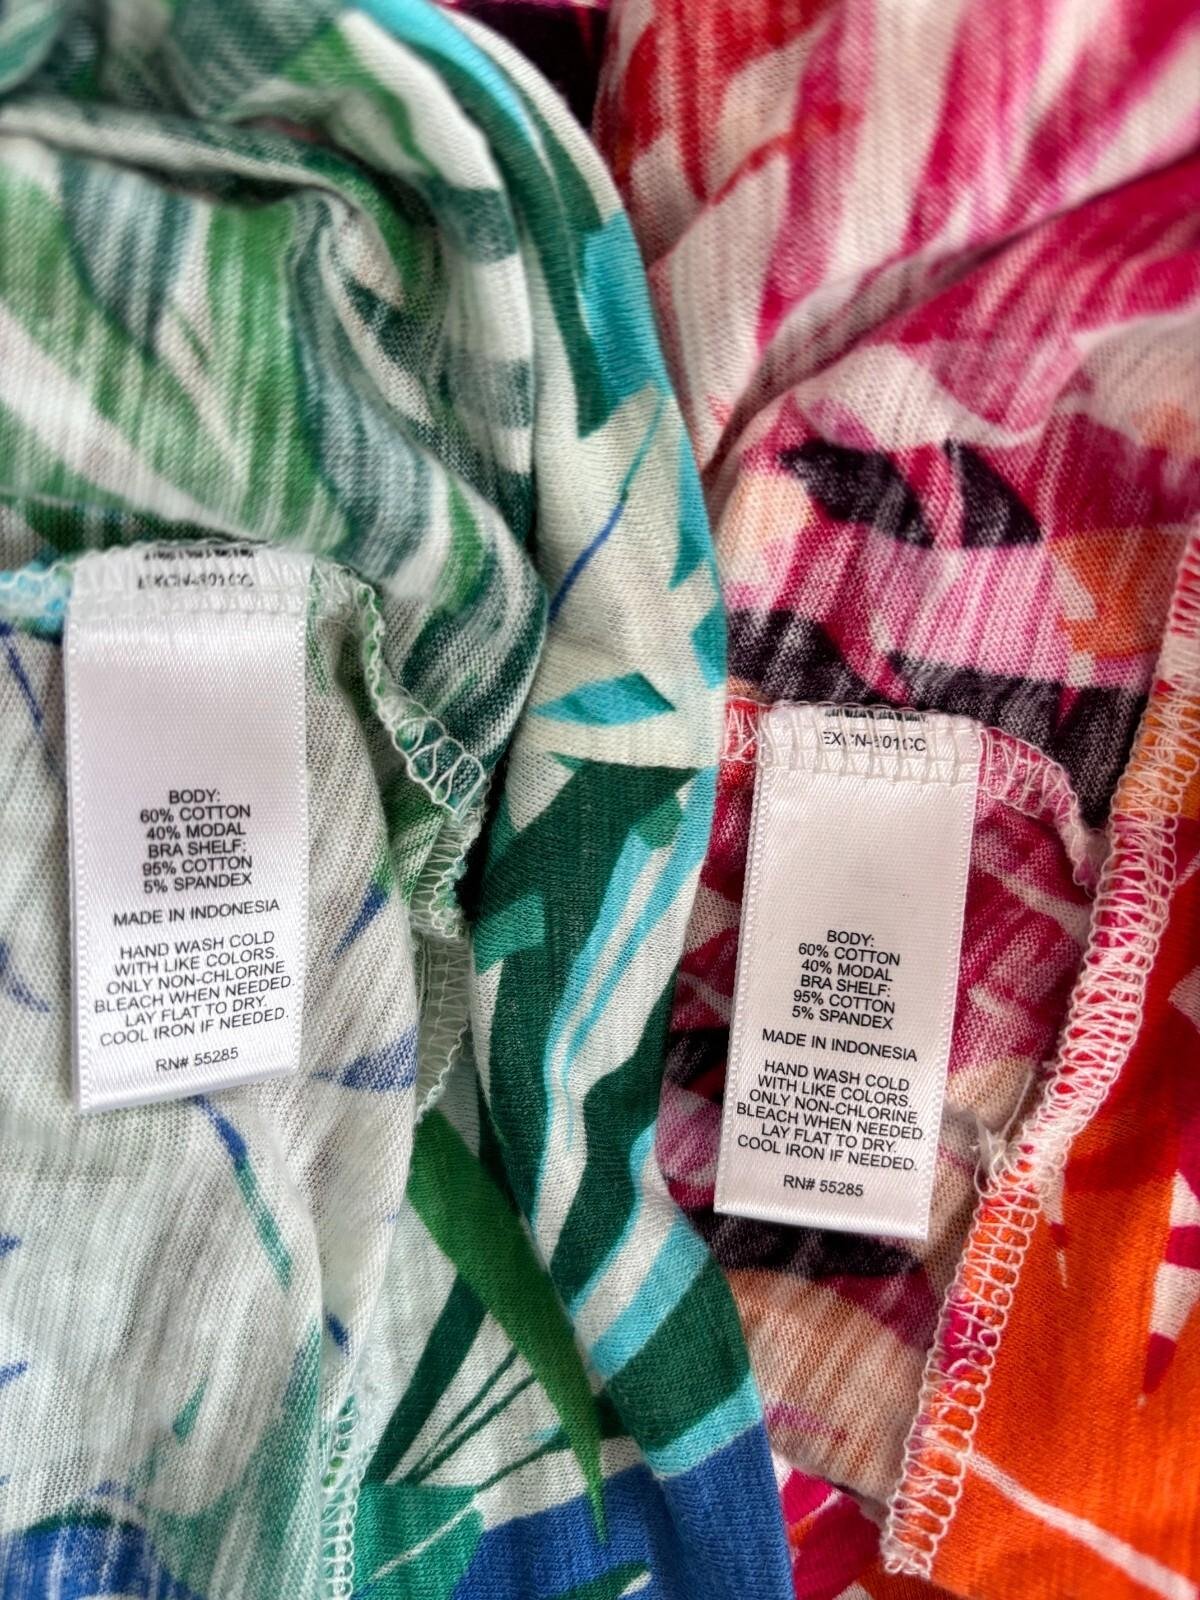 BODY:
60% COTTON
40% MODAL
BRA SHELF:
95% COTTON
5% SPANDEX
MADE IN INDONESIA
HAND WASH COLD
WITH LIKE COLORS.
ONLY NON-CHLORINE
BLEACH WHEN NEEDED.
LAY FLAT TO DRY.
COOL IRON IF NEEDED.
RN# 55285
BODY:
60% COTTON
40% MODAL
BRA SHELF:
95% COTTON
5% SPANDEX
MADE IN INDONESIA
HAND WASH COLD
WITH LIKE COLORS.
ONLY NON-CHLORINE
BLEACH WHEN NEEDED.
LAY FLAT TO DRY.
COOL IRON IF NEEDED.
RN# 55285